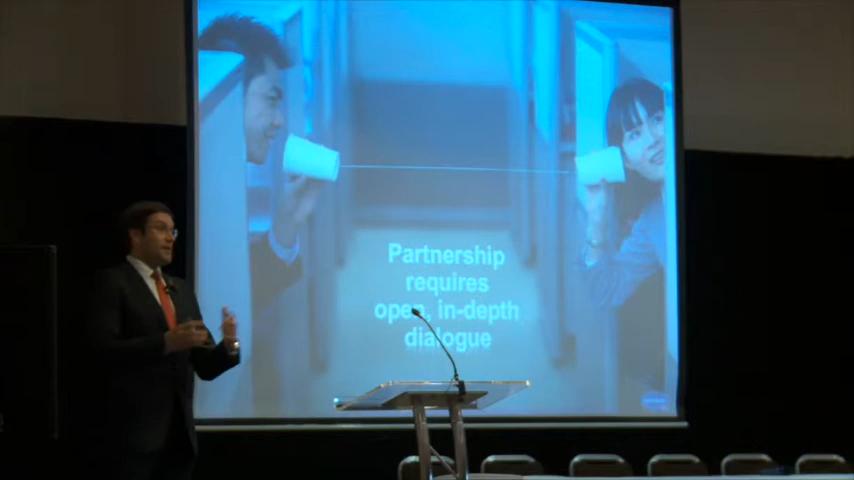 Partnership
requires
open, in-depth
dialogue